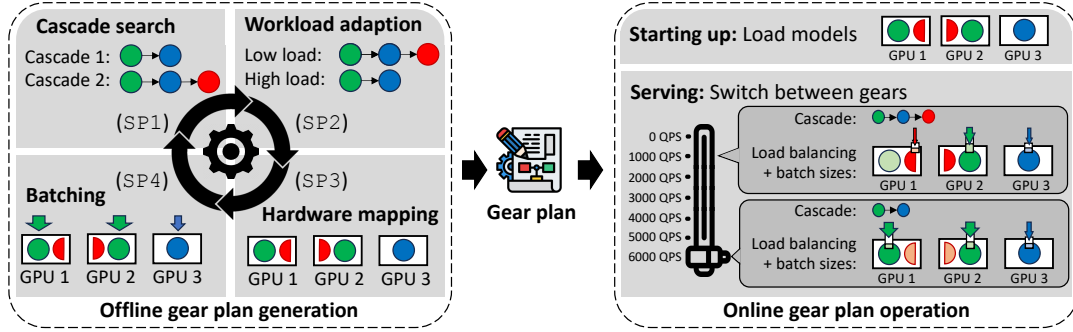 Cascade search
Cascade 1:
Cascade 2:
Workload adaption
Low load:
High load:
(SP1)
(SP2)
(SP4)
(SP3)
Batching
GPU 1 GPU 2 GPU 3
Hardware mapping
GPU 1 GPU 2 GPU 3
Offline gear plan generation
Gear plan
Starting up: Load models
GPU 1 GPU 2 GPU 3
Serving: Switch between gears
0 QPS
1000 QPS
2000 QPS
3000 QPS
4000 QPS
5000 QPS
6000 QPS
Cascade:
Load balancing
+ batch sizes:
GPU 1 GPU 2 GPU 3
Cascade:
Load balancing
+ batch sizes:
GPU 1 GPU 2 GPU 3
Online gear plan operation